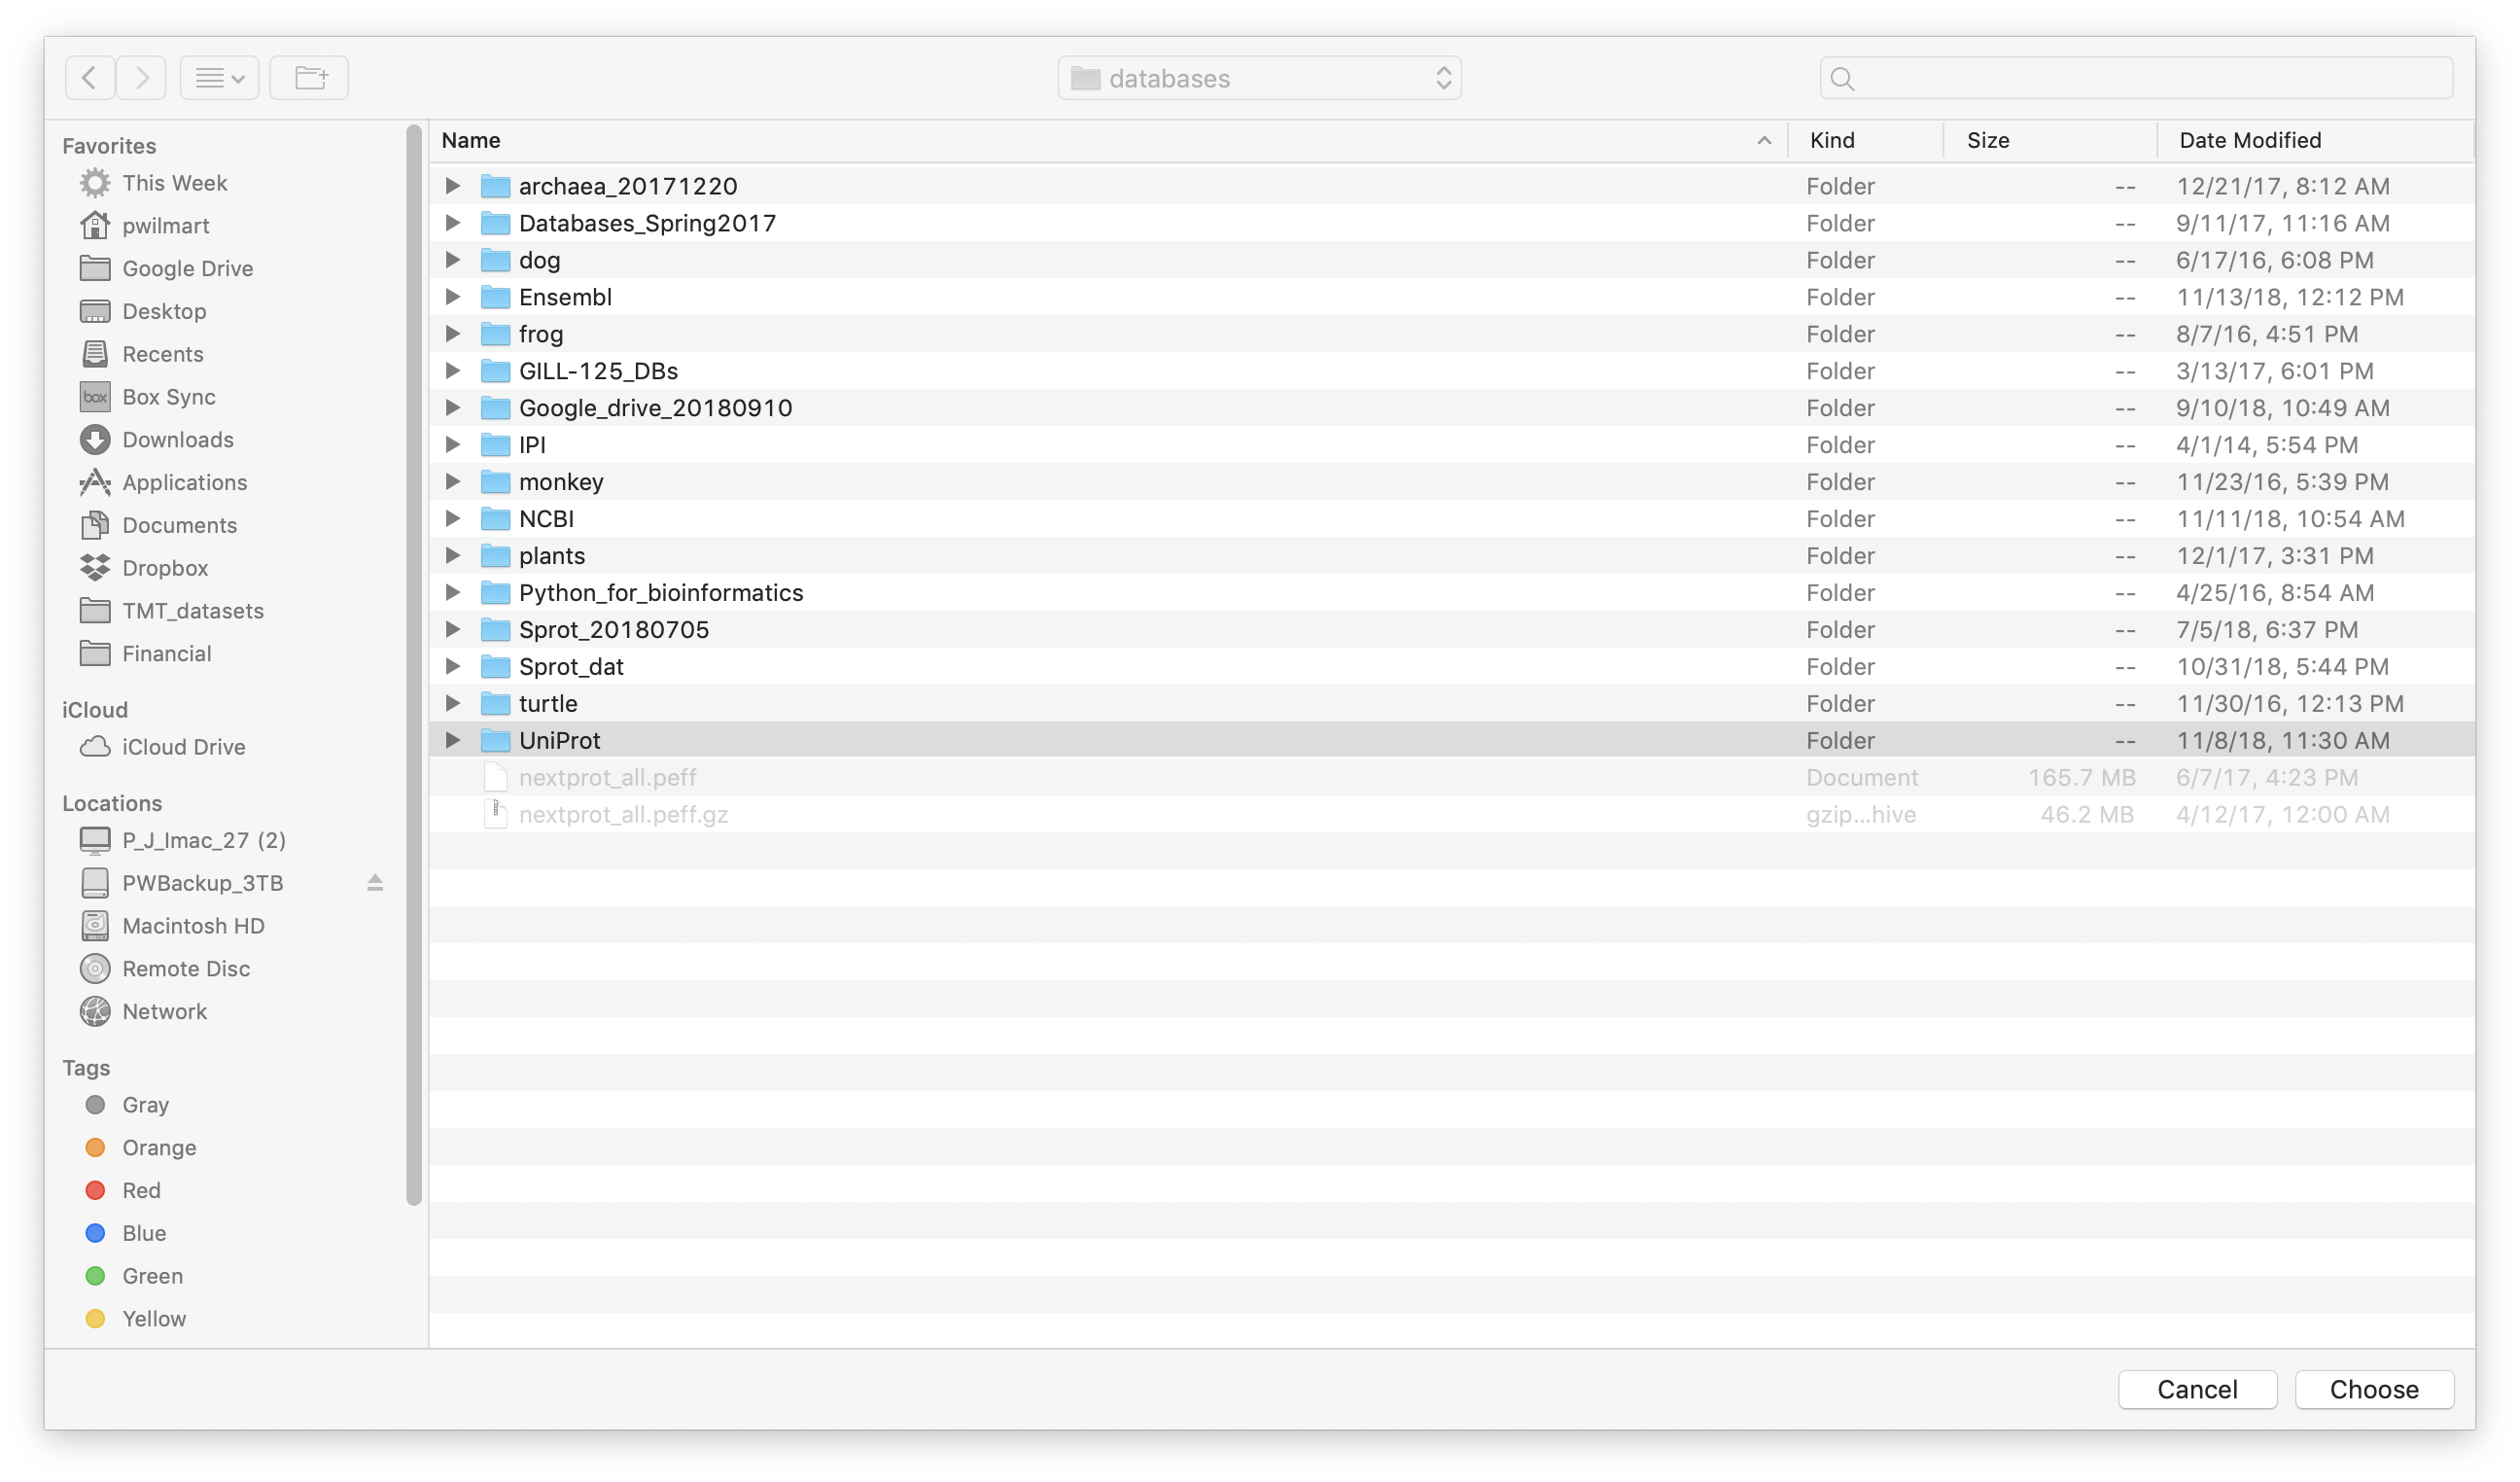 databases
Favorites
This Week
pwilmart
Google Drive
Desktop
Recents
box Box Sync
Downloads
Applications
Documents
Dropbox
TMT_datasets
Financial
iCloud
iCloud Drive
Locations
P_J_Imac_27 (2)
PWBackup_3TB
Macintosh HD
Remote Disc
Network
Tags
Gray
Orange
Red
Blue
Green
Yellow
Name Kind Size Date Modified
archaea_20171220 Folder -- 12/21/17, 8:12 AM
Databases_Spring2017 Folder -- 9/11/17, 11:16 AM
dog Folder -- 6/17/16, 6:08 PM
Ensembl Folder -- 11/13/18, 12:12 PM
frog Folder -- 8/7/16, 4:51 PM
GILL-125_DBs Folder -- 3/13/17, 6:01 PM
Google_drive_20180910 Folder -- 9/10/18, 10:49 AM
IPI Folder -- 4/1/14, 5:54 PM
monkey Folder -- 11/23/16, 5:39 PM
NCBI Folder -- 11/11/18, 10:54 AM
plants Folder -- 12/1/17, 3:31 PM
Python_for_bioinformatics Folder -- 4/25/16, 8:54 AM
Sprot_20180705 Folder -- 7/5/18, 6:37 PM
Sprot_dat Folder -- 10/31/18, 5:44 PM
turtle Folder -- 11/30/16, 12:13 PM
UniProt Folder -- 11/8/18, 11:30 AM
nextprot_all.peff Document 165.7 MB 6/7/17, 4:23 PM
nextprot_all.peff.gz gzip...hive 46.2 MB 4/12/17, 12:00 AM
Cancel Choose